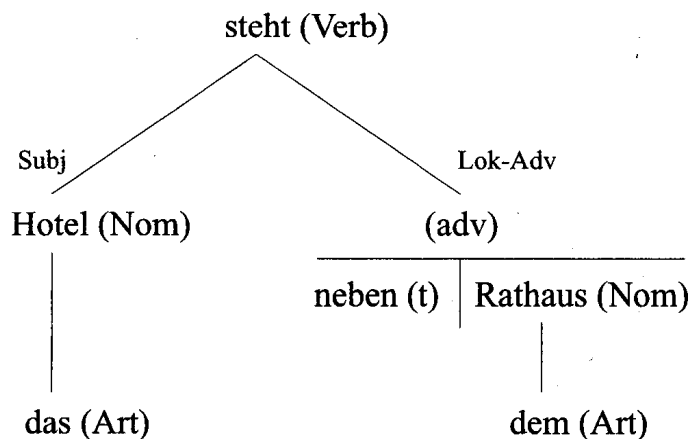 steht (Verb)
Subj Lok-Adv
Hotel (Nom) (adv)
neben (t) Rathaus (Nom)
das (Art) dem (Art)